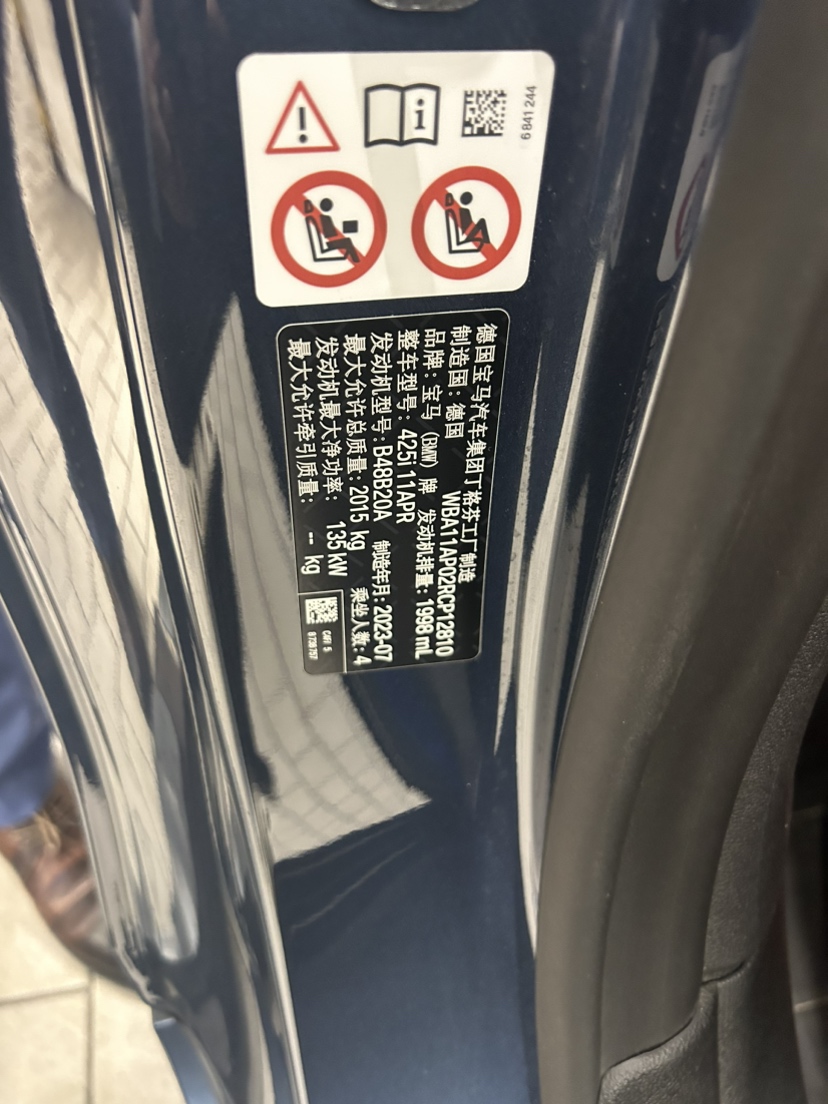 6 841 244
德国宝马汽车集团丁格芬工厂制造
制造国：德国 WBA11AP02RCP12810
品牌：宝马 (BMW) 牌 发动机排量：1998 mL
整车型号：425i 11APR
发动机型号：B48B20A 制造年月：2023-07
最大允许总质量：2015 kg 乘坐人数：4
发动机最大净功率： 135 kW
最大允许牵引质量： -- kg